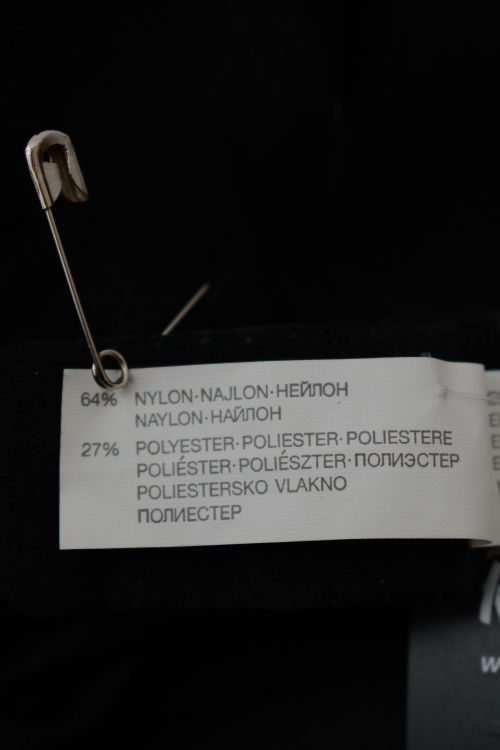 64% NYLON·NAJLON·НЕЙЛОН
NAYLON·НАЙЛОН
27% POLYESTER·POLIESTER·POLIESTERE
POLIÉSTER·POLIÉSZTER·ПОЛИЭСТЕР
POLIESTERSKO VLAKNO
ПОЛИЕСТЕР